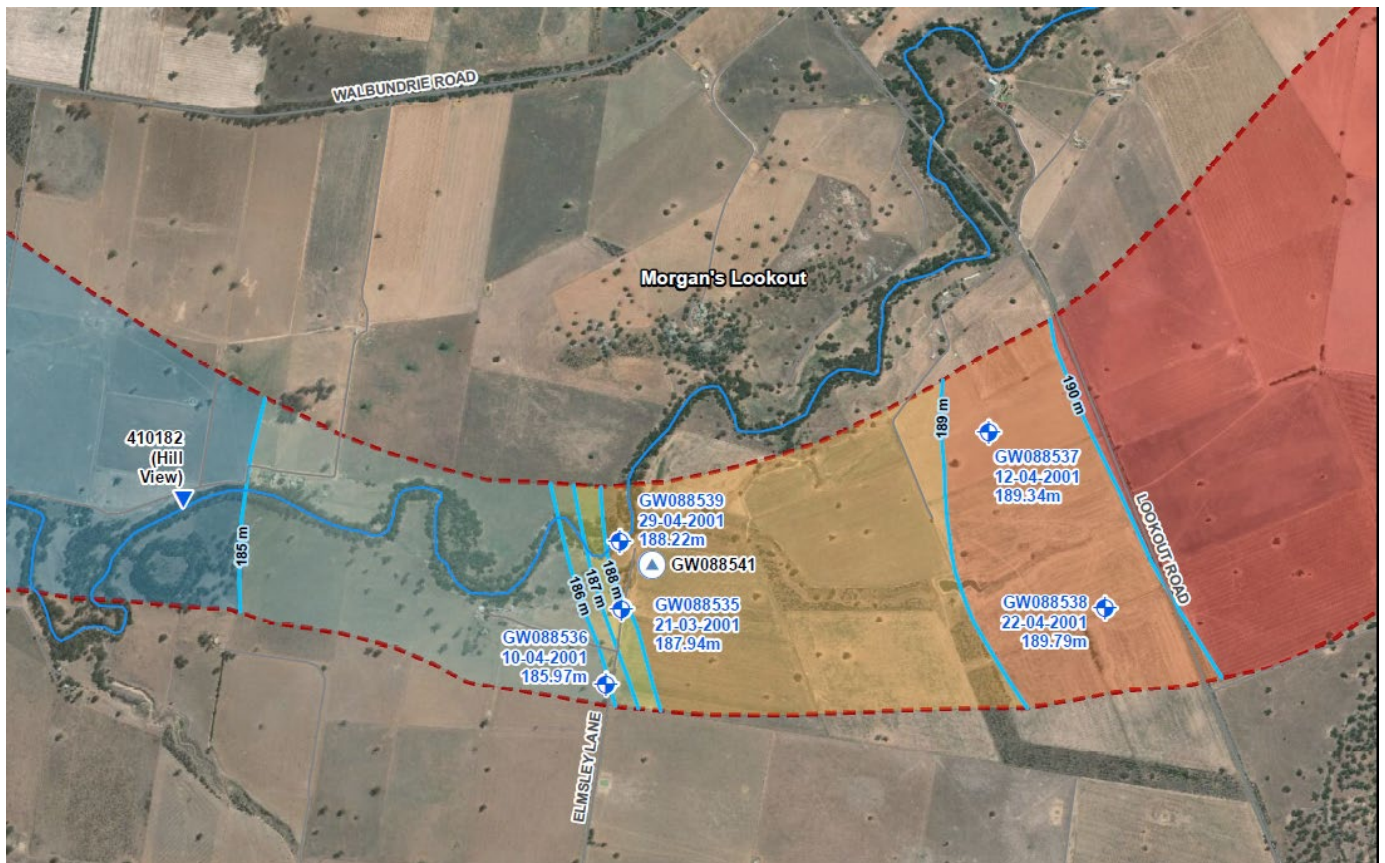 WALBUNDRIE ROAD
Morgan's Lookout
410182
(Hill
View)
185 m
186 m
187 m
188 m
189 m
190 m
GW088537
12-04-2001
189.34m
GW088539
29-04-2001
188.22m
GW088541
GW088535
21-03-2001
187.94m
GW088536
10-04-2001
185.97m
GW088538
22-04-2001
189.79m
LOOKOUT ROAD
ELMSLEY LANE